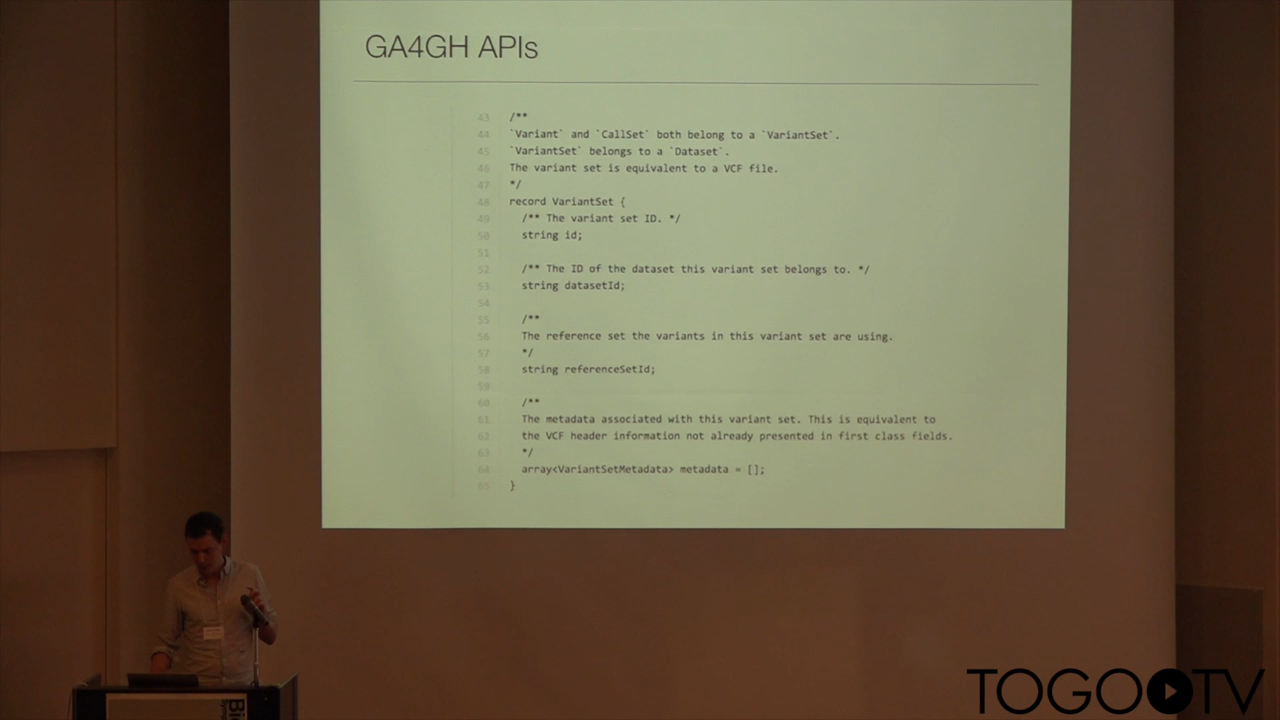 GA4GH APIs
43 /**
44 `Variant` and `CallSet` both belong to a `VariantSet`.
45 `VariantSet` belongs to a `Dataset`.
46 The variant set is equivalent to a VCF file.
47 */
48 record VariantSet {
49 /** The variant set ID. */
50 string id;
51
52 /** The ID of the dataset this variant set belongs to. */
53 string datasetId;
54
55 /**
56 The reference set the variants in this variant set are using.
57 */
58 string referenceSetId;
59
60 /**
61 The metadata associated with this variant set. This is equivalent to
62 the VCF header information not already presented in first class fields.
63 */
64 array<VariantSetMetadata> metadata = [];
65 }
TOGO TV